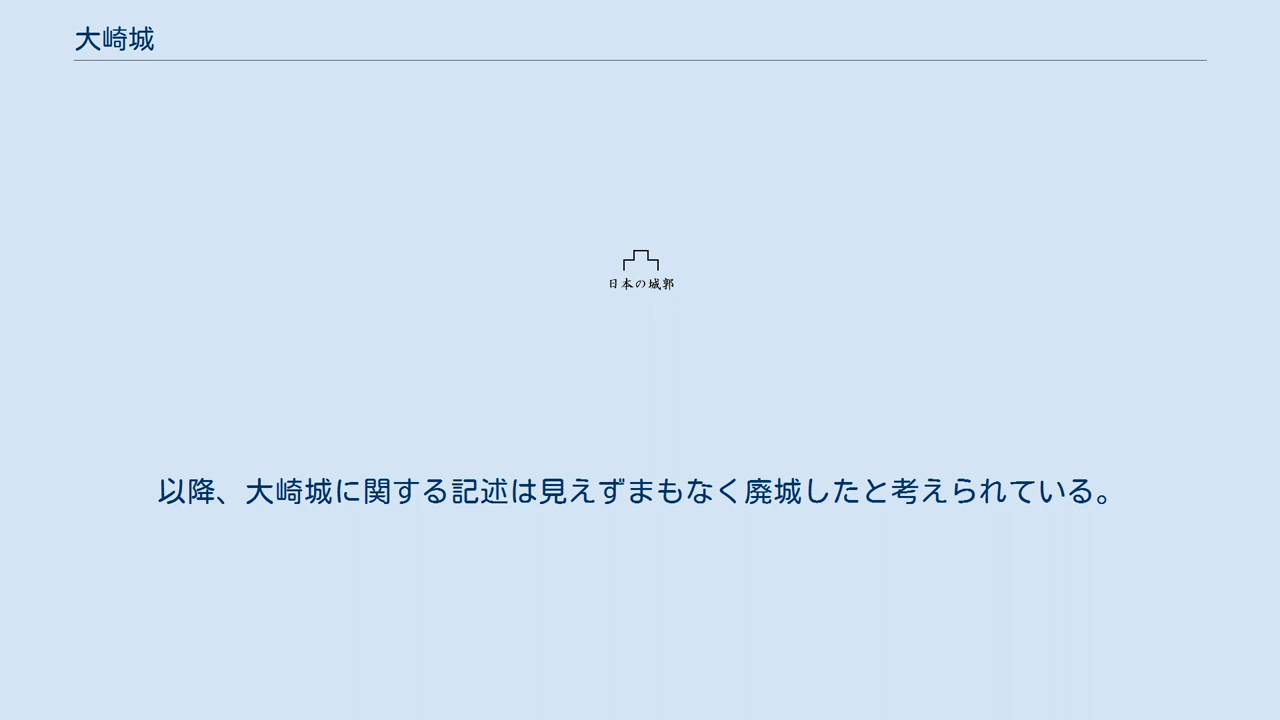 大崎城
日本の城郭
以降、大崎城に関する記述は見えずまもなく廃城したと考えられている。